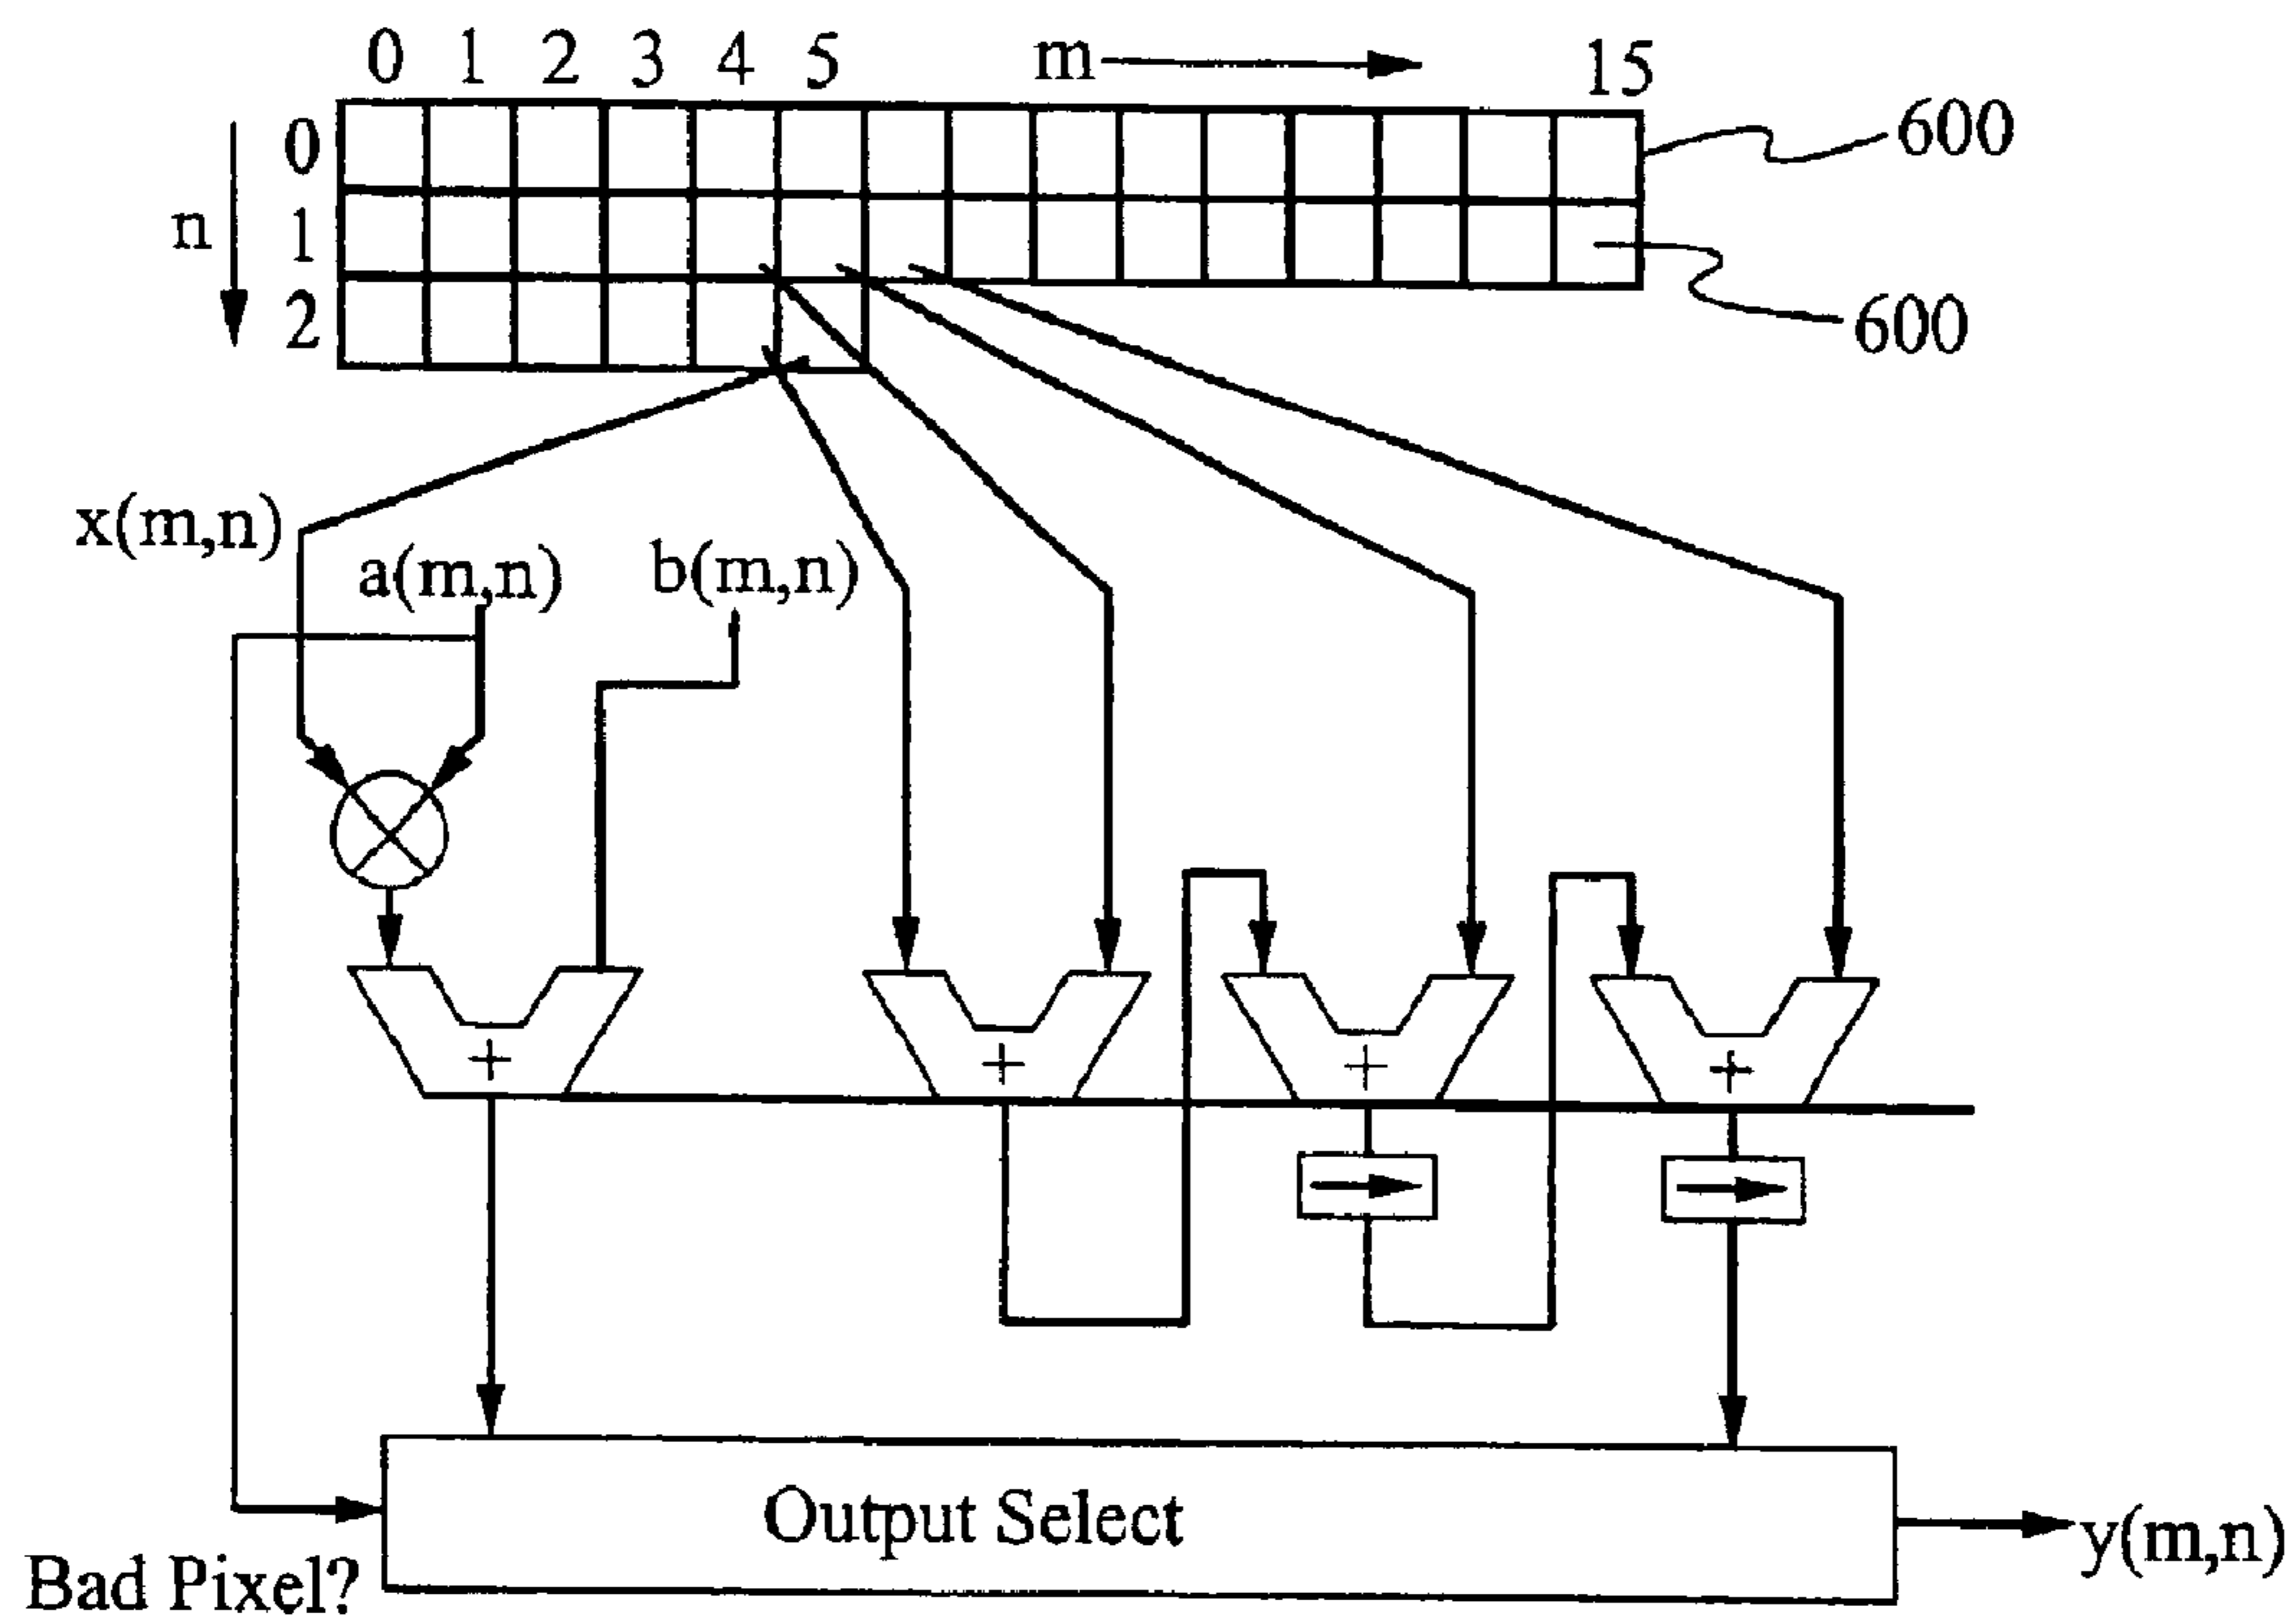 0 1 2 3 4 5 m 15
0
600
n
1
600
2
x(m,n)
a(m,n)
b(m,n)
+ + + +
Output Select
y(m,n)
Bad Pixel?